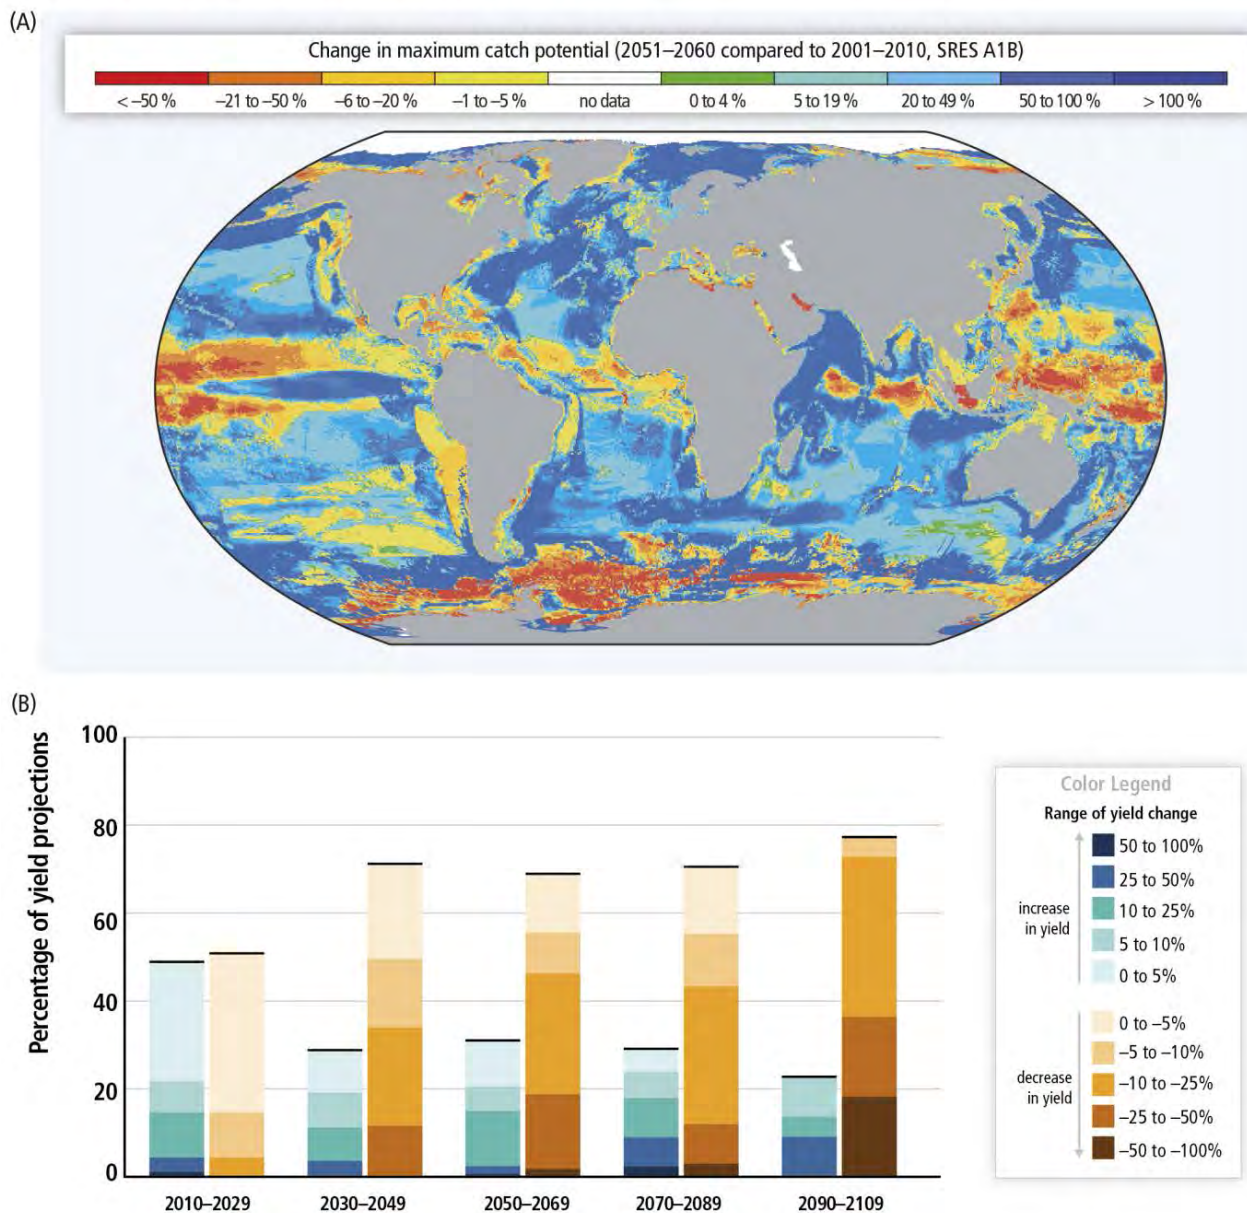 (A)
Change in maximum catch potential (2051–2060 compared to 2001–2010, SRES A1B)
< –50 % –21 to –50 % –6 to –20 % –1 to –5 % no data 0 to 4 % 5 to 19 % 20 to 49 % 50 to 100 % > 100 %
(B)
Percentage of yield projections
100
80
60
40
20
0
2010–2029 2030–2049 2050–2069 2070–2089 2090–2109
Color Legend
Range of yield change
increase
in yield
50 to 100%
25 to 50%
10 to 25%
5 to 10%
0 to 5%
decrease
in yield
0 to –5%
–5 to –10%
–10 to –25%
–25 to –50%
–50 to –100%